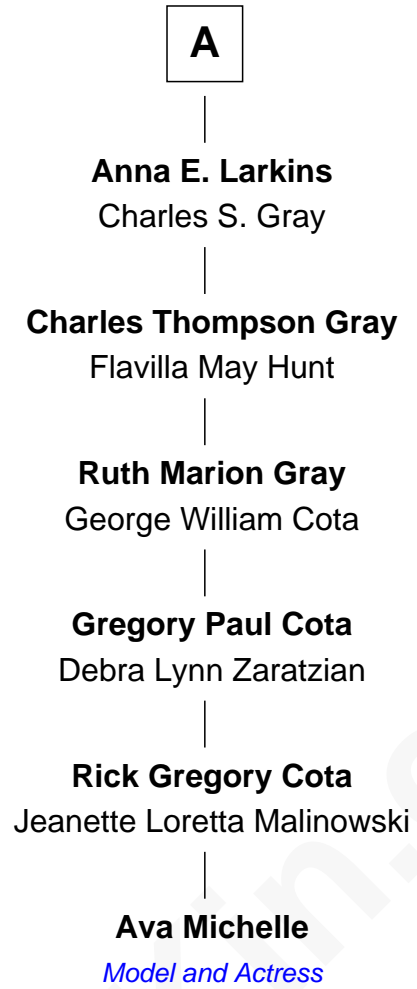 A
Anna E. Larkins
Charles S. Gray
Charles Thompson Gray
Flavilla May Hunt
Ruth Marion Gray
George William Cota
Gregory Paul Cota
Debra Lynn Zaratzian
Rick Gregory Cota
Jeanette Loretta Malinowski
Ava Michelle
Model and Actress